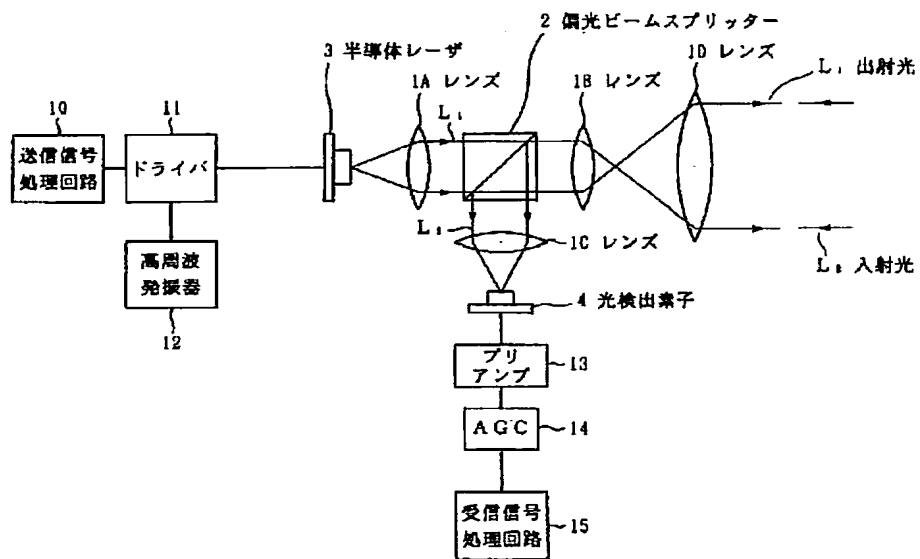 2 偏光ビームスプリッター
3 半導体レーザ
1D レンズ
1A レンズ
1B レンズ
L₁ 出射光
10
11
L₁
送信信号
処理回路
ドライバ
L₂
1C レンズ
L₂ 入射光
高周波
発振器
4 光検出素子
12
プリ
アンプ
13
AGC
14
受信信号
処理回路
15